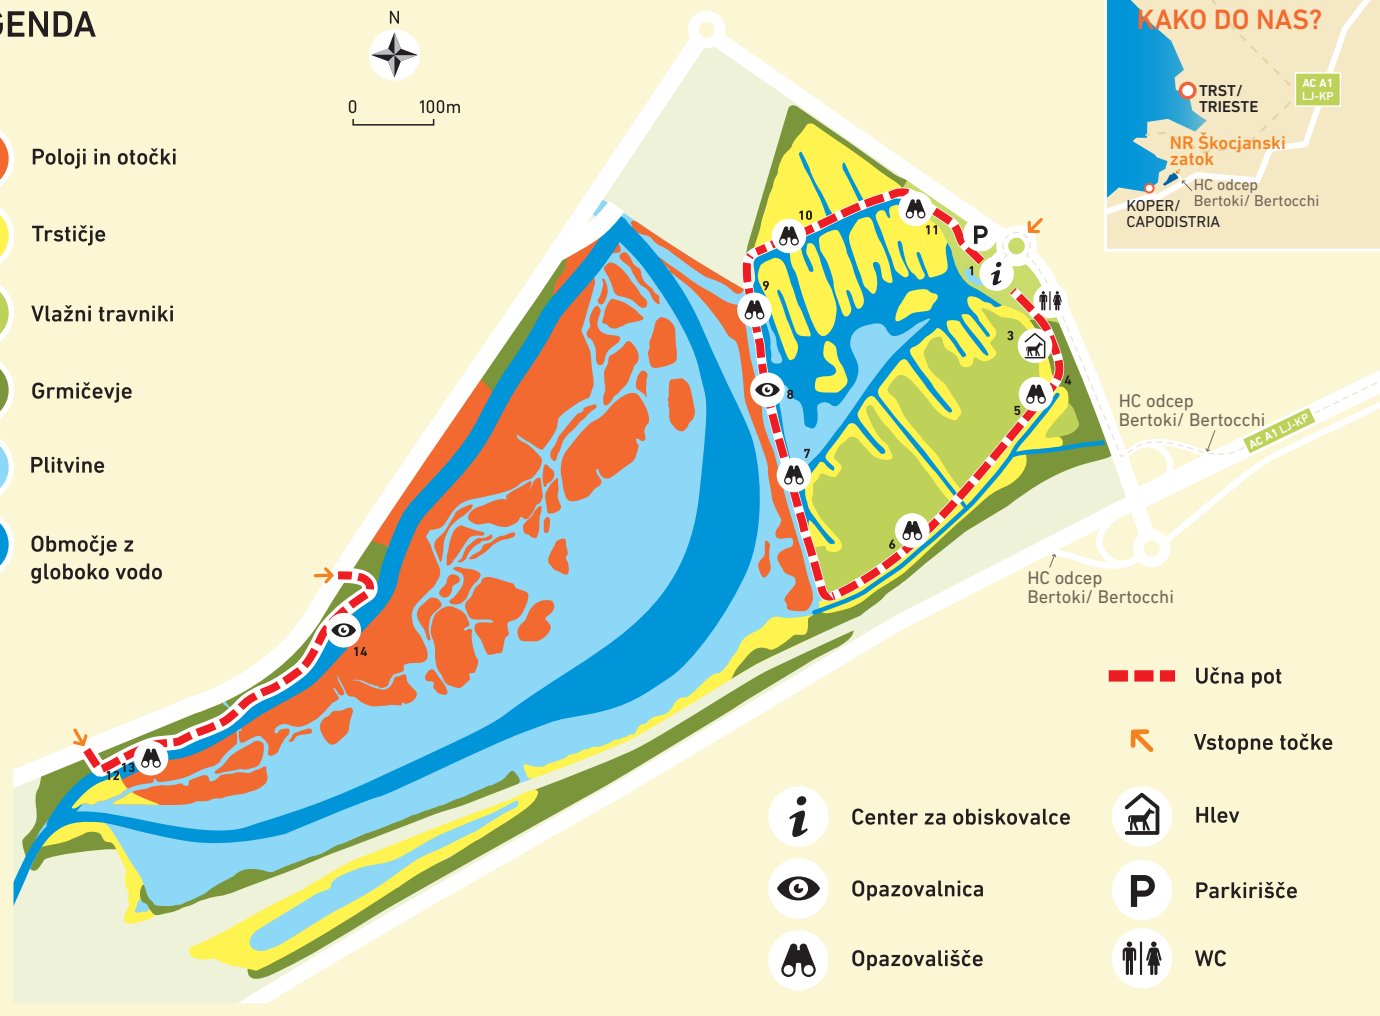 GENDA
N
0 100m
Poloji in otočki
Trstičje
Vlažni travniki
Grmičevje
Plitvine
Območje z
globoko vodo
KAKO DO NAS?
AC A1
LJ-KP
TRST/
TRIESTE
NR Škocjanski
zatok
HC odcep
Bertoki/ Bertocchi
KOPER/
CAPODISTRIA
10
11
P
1
i
9
3
4
8
5
7
6
HC odcep
Bertoki/ Bertocchi
AC A1 LJ-KP
HC odcep
Bertoki/ Bertocchi
14
13
12
Učna pot
Vstopne točke
i
Center za obiskovalce
Hlev
Opazovalnica
P
Parkirišče
Opazovališče
WC